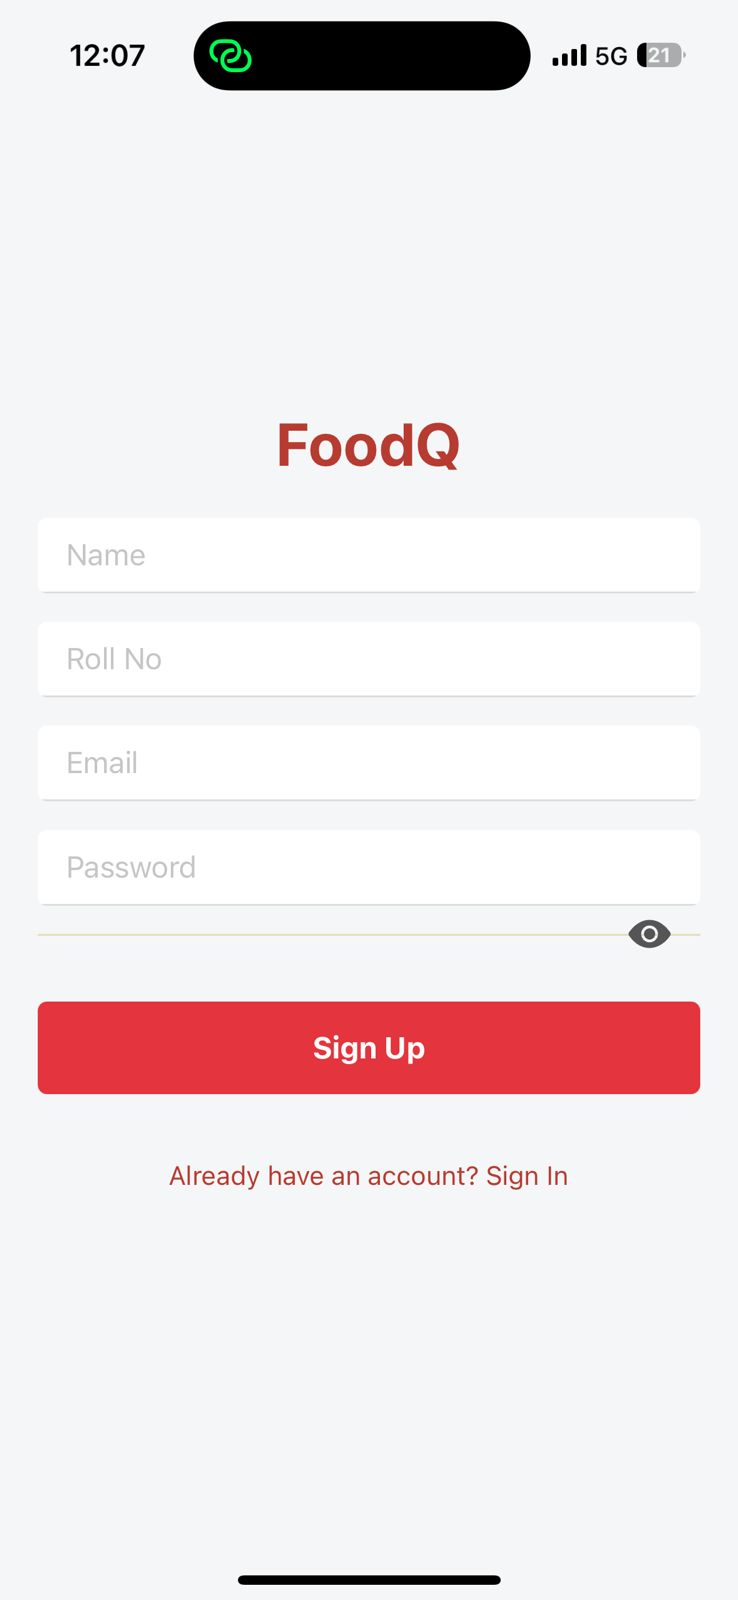 12:07 5G 21
FoodQ
Name
Roll No
Email
Password
Sign Up
Already have an account? Sign In